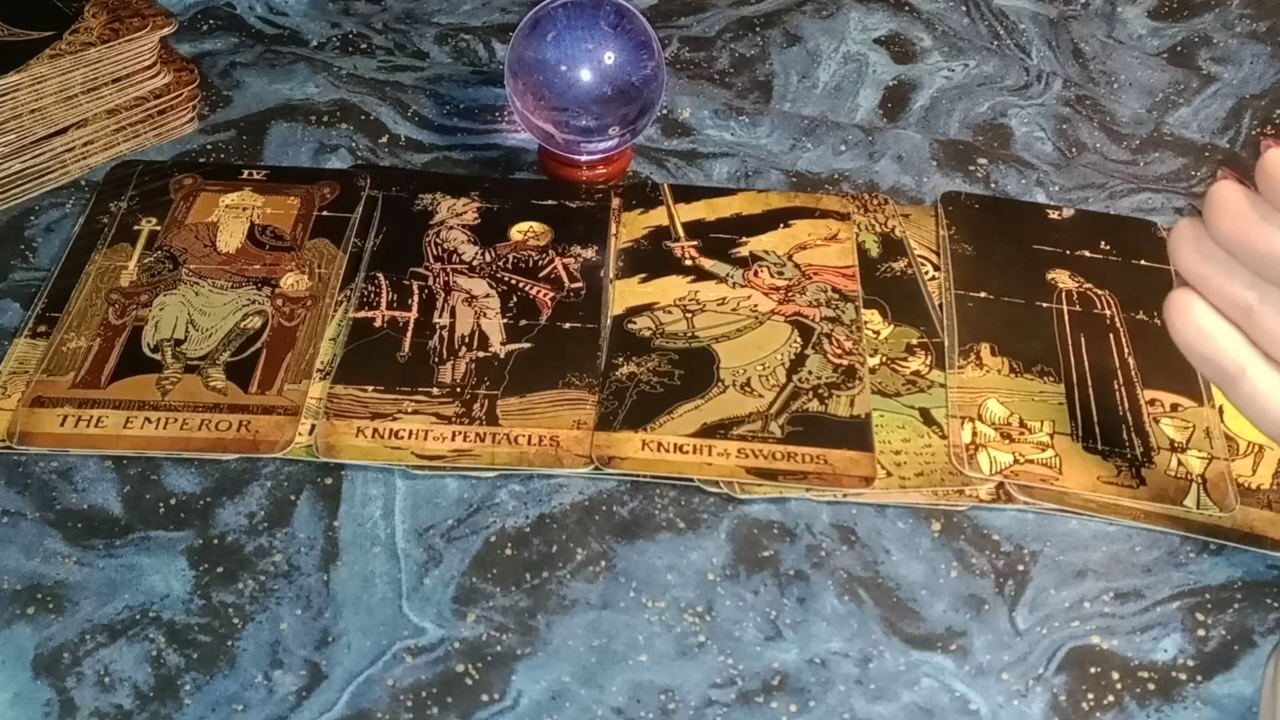 IV
THE EMPEROR.
KNIGHT of PENTACLES.
KNIGHT of SWORDS.
V